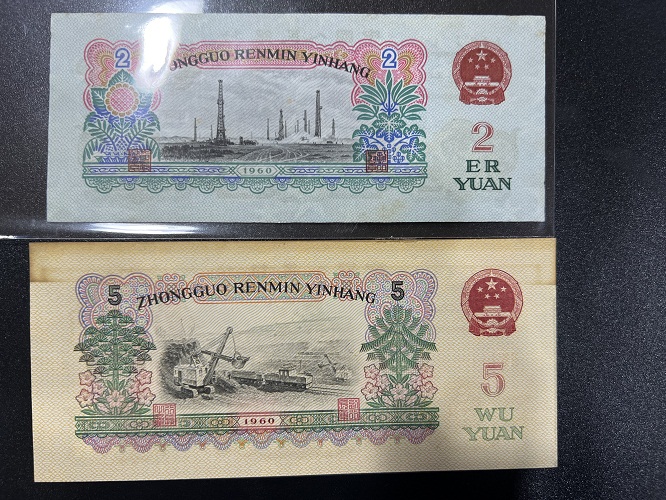 2 ZHONGGUO RENMIN YINHANG 2
2
ER
YUAN
1960
5 ZHONGGUO RENMIN YINHANG 5
5
WU
YUAN
1960